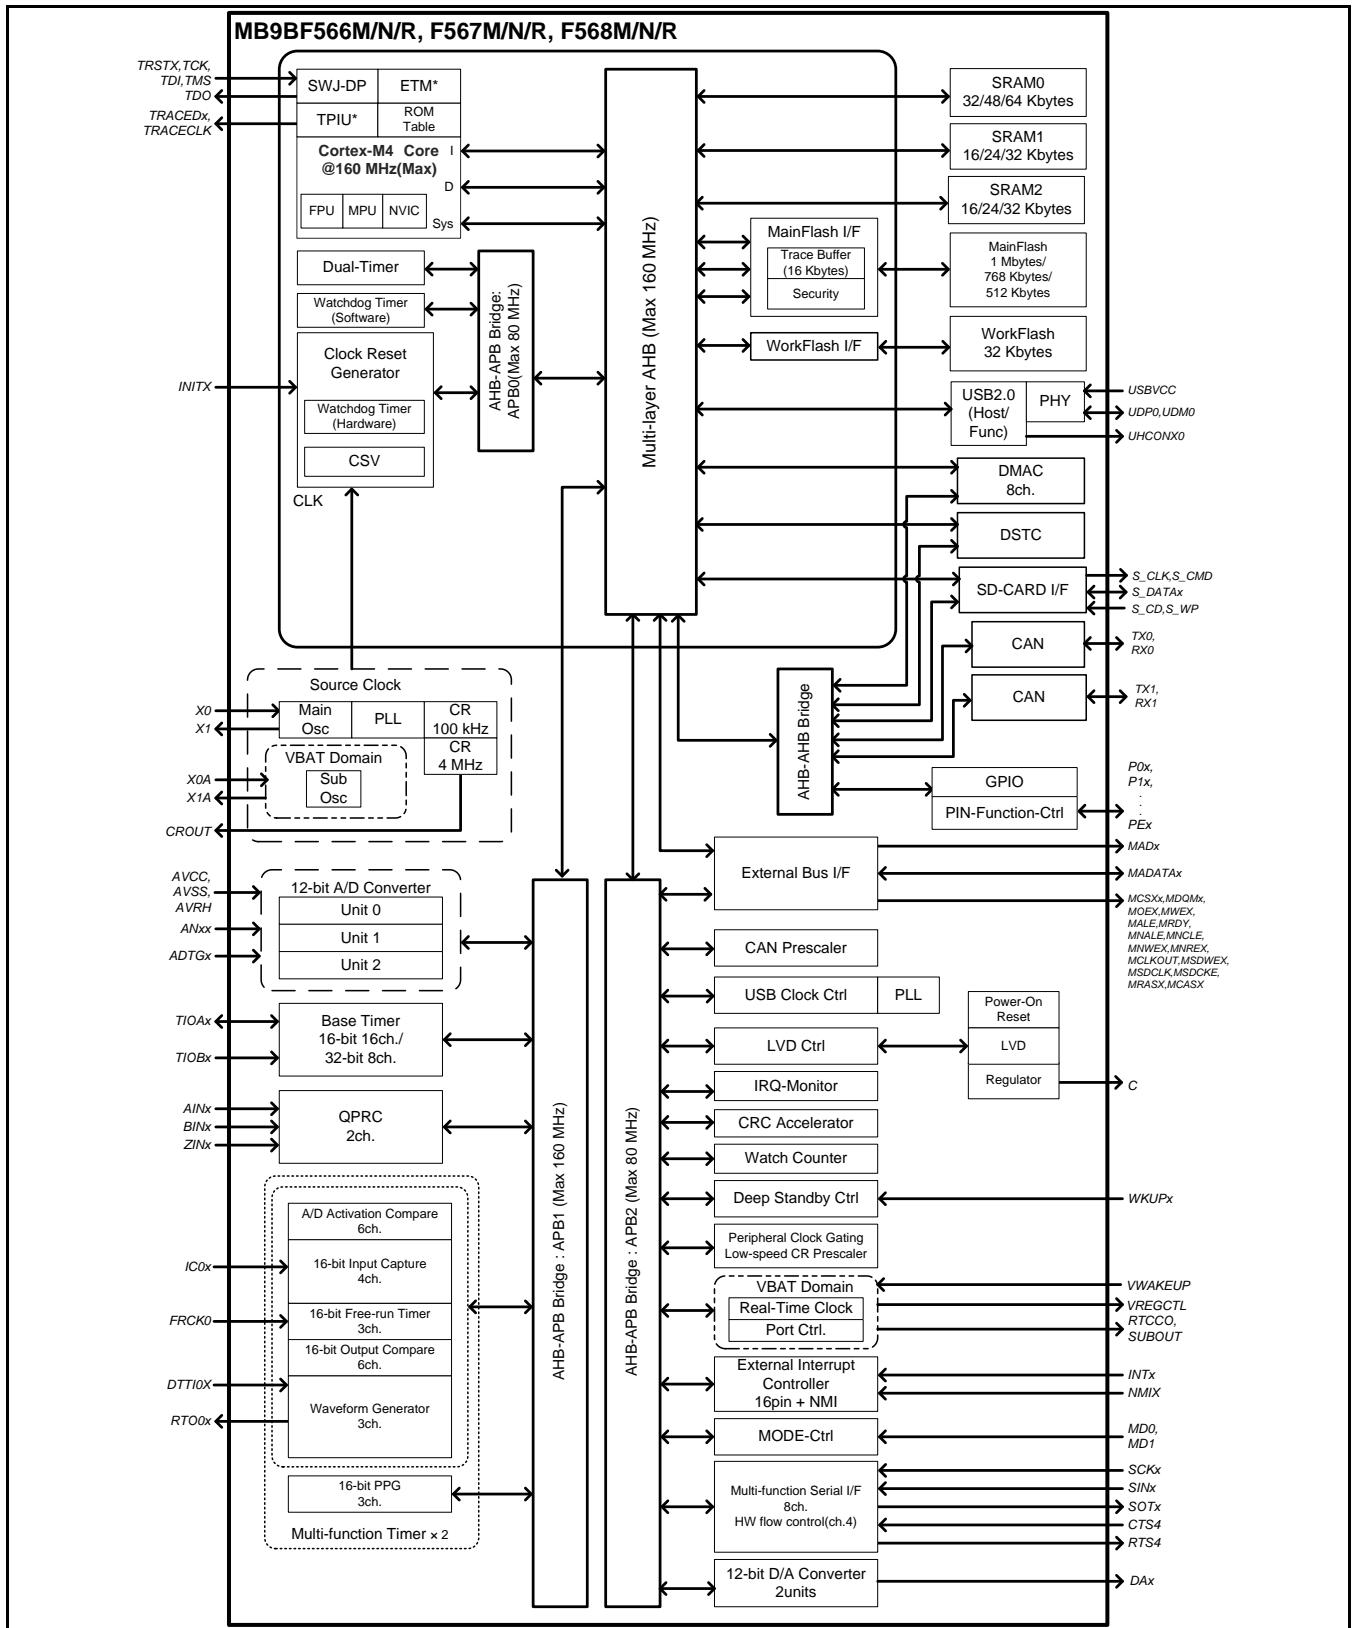 MB9BF566M/N/R, F567M/N/R, F568M/N/R
TRSTX,TCK,
TDI,TMS
TDO
TRACEDx,
TRACECLK
SWJ-DP
ETM*
TPIU*
ROM
Table
Cortex-M4 Core
@160 MHz(Max)
I
D
Sys
FPU
MPU
NVIC
Dual-Timer
Watchdog Timer
(Software)
Clock Reset
Generator
Watchdog Timer
(Hardware)
CSV
CLK
INITX
AHB-APB Bridge:
APB0(Max 80 MHz)
Multi-layer AHB (Max 160 MHz)
SRAM0
32/48/64 Kbytes
SRAM1
16/24/32 Kbytes
SRAM2
16/24/32 Kbytes
MainFlash I/F
Trace Buffer
(16 Kbytes)
Security
MainFlash
1 Mbytes/
768 Kbytes/
512 Kbytes
WorkFlash I/F
WorkFlash
32 Kbytes
USB2.0
(Host/
Func)
PHY
USBVCC
UDP0,UDM0
UHCONX0
DMAC
8ch.
DSTC
SD-CARD I/F
S_CLK,S_CMD
S_DATAx
S_CD,S_WP
CAN
TX0,
RX0
CAN
TX1,
RX1
AHB-AHB Bridge
GPIO
PIN-Function-Ctrl
P0x,
P1x,
.
.
PEx
Source Clock
X0
X1
Main
Osc
PLL
CR
100 kHz
CR
4 MHz
VBAT Domain
Sub
Osc
X0A
X1A
CROUT
AVCC,
AVSS,
AVRH
ANxx
ADTGx
12-bit A/D Converter
Unit 0
Unit 1
Unit 2
TIOAx
TIOBx
Base Timer
16-bit 16ch./
32-bit 8ch.
AINx
BINx
ZINx
QPRC
2ch.
A/D Activation Compare
6ch.
IC0x
16-bit Input Capture
4ch.
FRCK0
16-bit Free-run Timer
3ch.
16-bit Output Compare
6ch.
DTTI0X
RTO0x
Waveform Generator
3ch.
16-bit PPG
3ch.
Multi-function Timer × 2
AHB-APB Bridge : APB1 (Max 160 MHz)
AHB-APB Bridge : APB2 (Max 80 MHz)
External Bus I/F
MADx
MADATAx
MCSXx,MDQMx,
MOEX,MWEX,
MALE,MRDY,
MNALE,MNCLE,
MNWEX,MNREX,
MCLKOUT,MSDWEX,
MSDCLK,MSDCKE,
MRASX,MCASX
CAN Prescaler
USB Clock Ctrl
PLL
LVD Ctrl
Power-On
Reset
LVD
Regulator
C
IRQ-Monitor
CRC Accelerator
Watch Counter
Deep Standby Ctrl
WKUPx
Peripheral Clock Gating
Low-speed CR Prescaler
VBAT Domain
Real-Time Clock
Port Ctrl.
VWAKEUP
VREGCTL
RTCCO,
SUBOUT
External Interrupt
Controller
16pin + NMI
INTx
NMIX
MODE-Ctrl
MD0,
MD1
Multi-function Serial I/F
8ch.
HW flow control(ch.4)
SCKx
SINx
SOTx
CTS4
RTS4
12-bit D/A Converter
2units
DAx